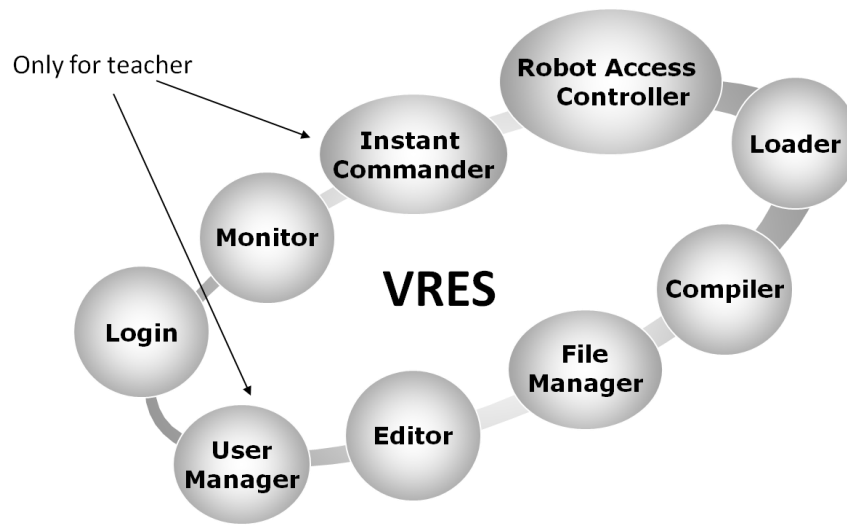 Only for teacher
Robot Access
Controller
Instant
Commander
Loader
Monitor
VRES
Compiler
Login
File
Manager
Editor
User
Manager